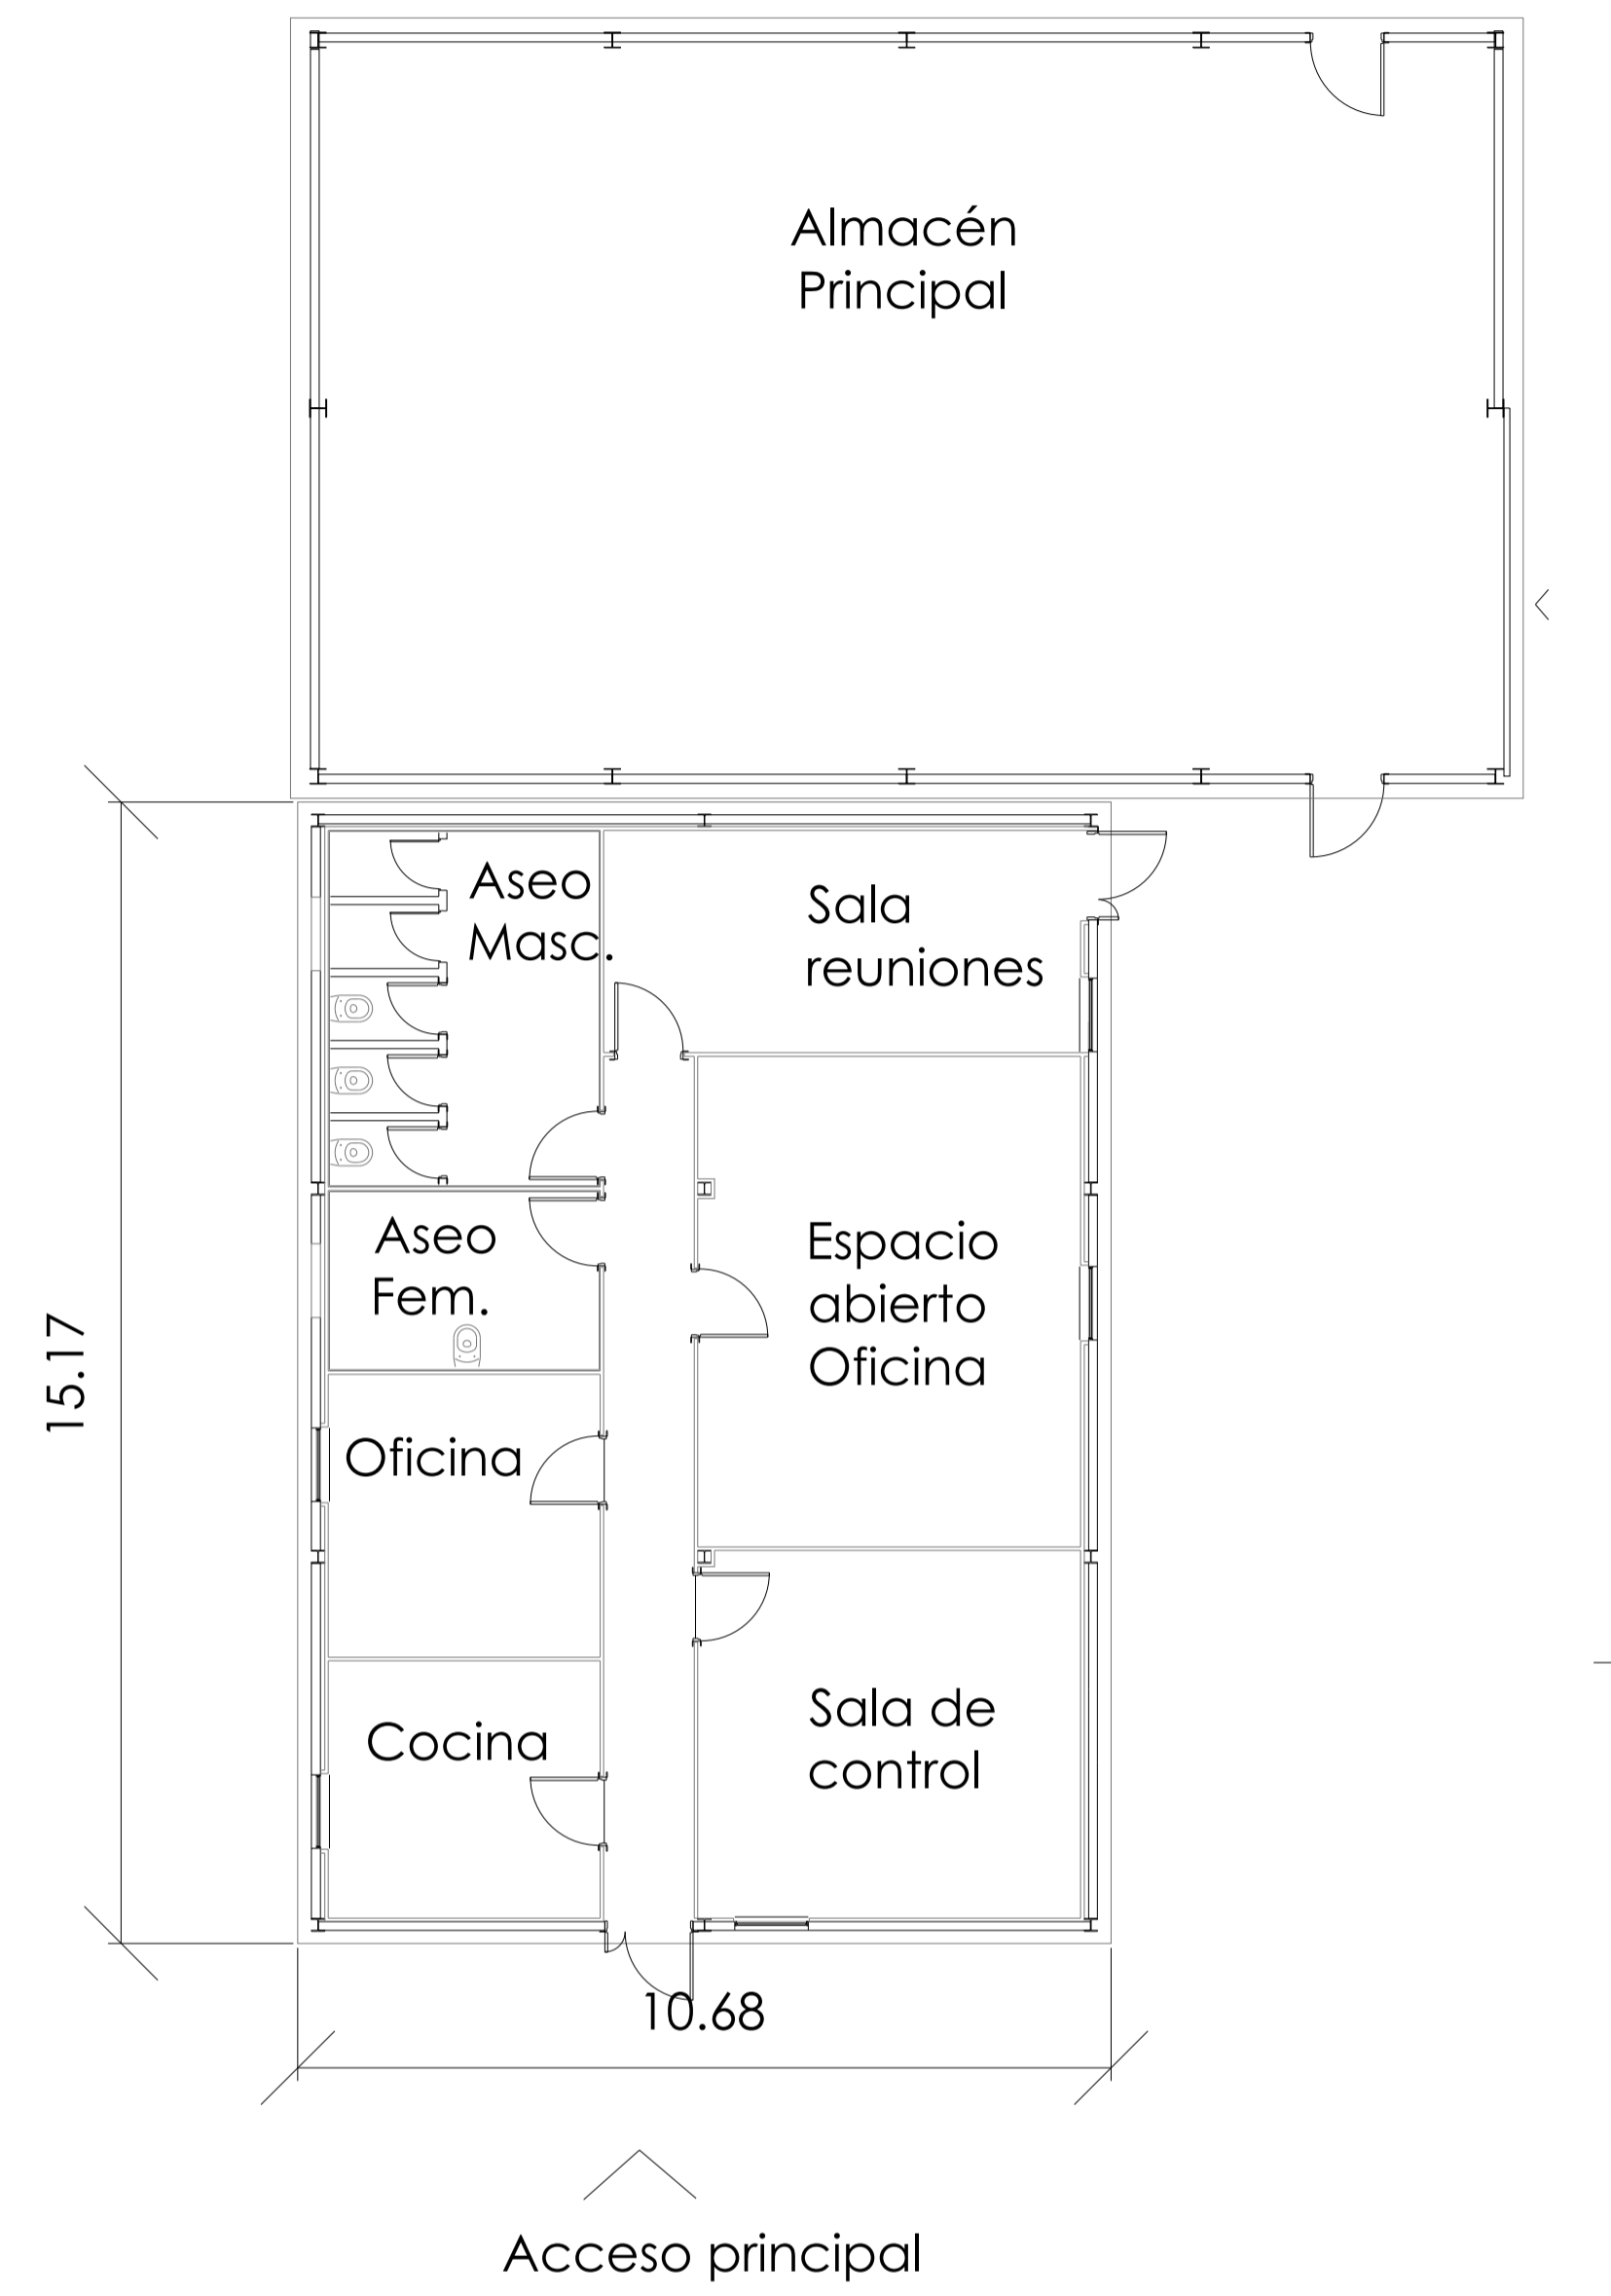 Almacén
Principal
Aseo
Masc.
Sala
reuniones
Aseo
Fem.
Espacio
abierto
Oficina
15.17
Oficina
Sala de
control
Cocina
10.68
Acceso principal